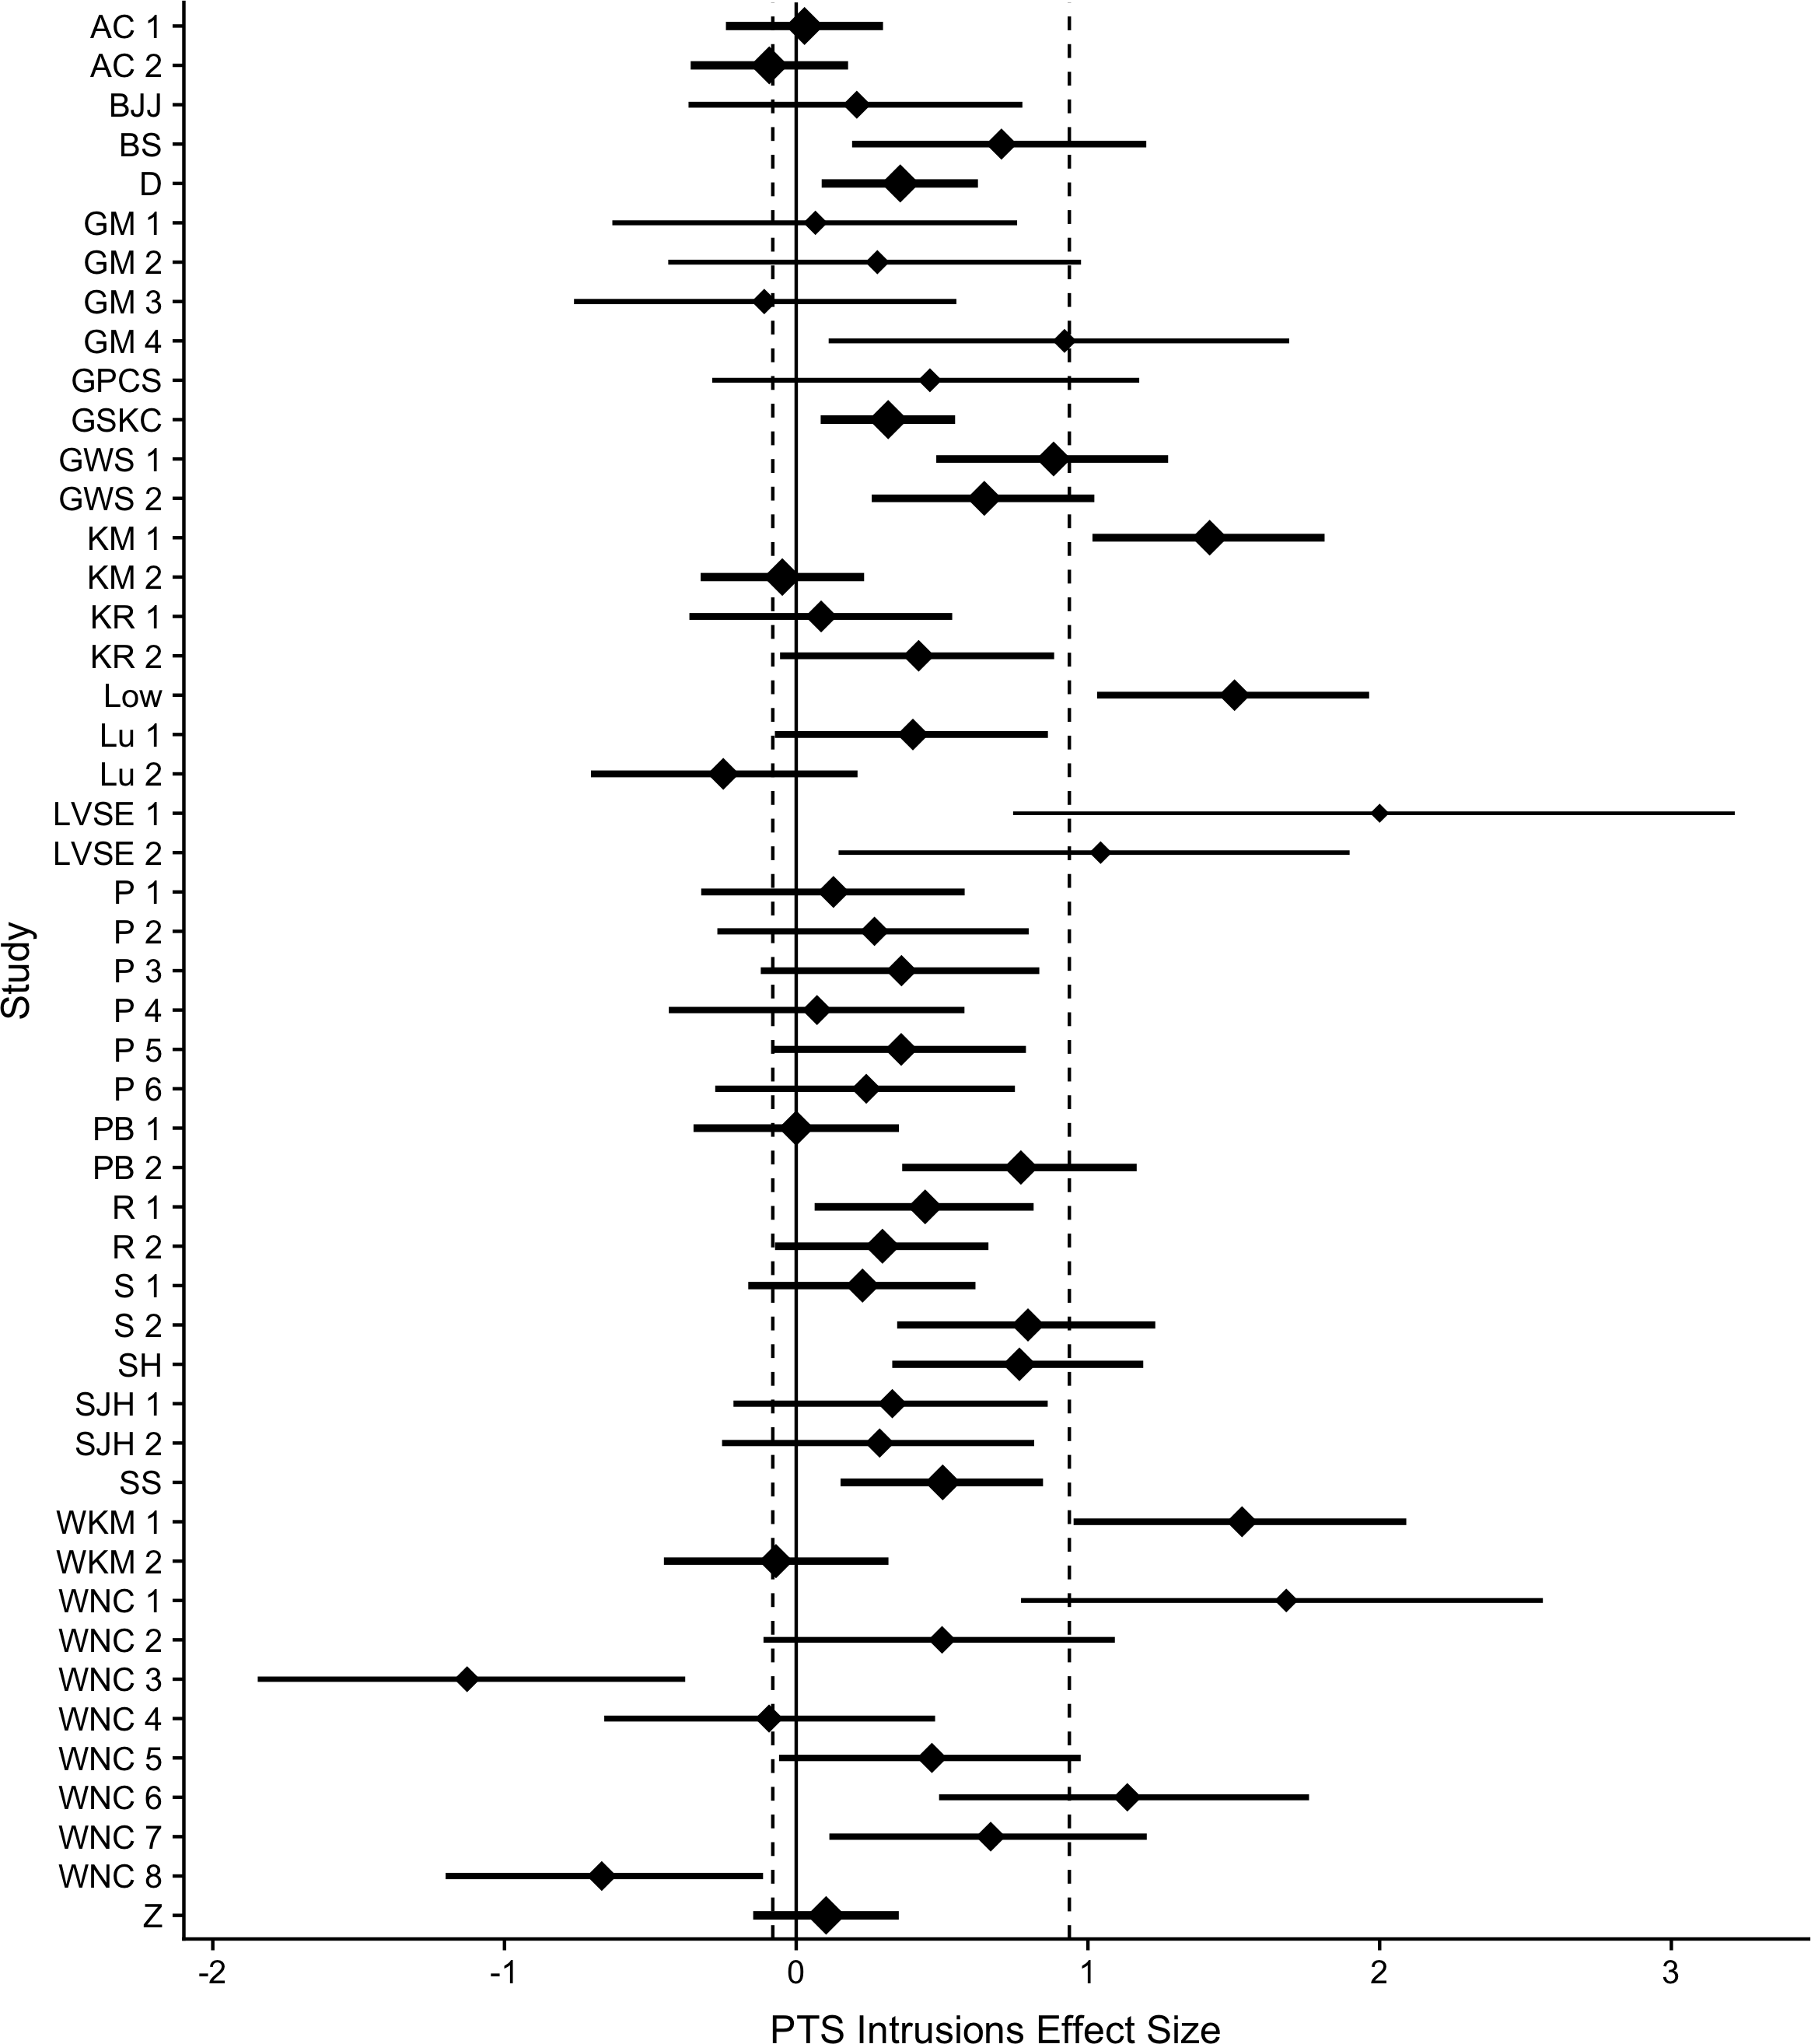 AC 1
AC 2
BJJ
BS
D
GM 1
GM 2
GM 3
GM 4
GPCS
GSKC
GWS 1
GWS 2
KM 1
KM 2
KR 1
KR 2
Low
Lu 1
Lu 2
LVSE 1
LVSE 2
P 1
P 2
P 3
P 4
P 5
P 6
PB 1
PB 2
R 1
R 2
S 1
S 2
SH
SJH 1
SJH 2
SS
WKM 1
WKM 2
WNC 1
WNC 2
WNC 3
WNC 4
WNC 5
WNC 6
WNC 7
WNC 8
Z
Study
-2 -1 0 1 2 3
PTS Intrusions Effect Size